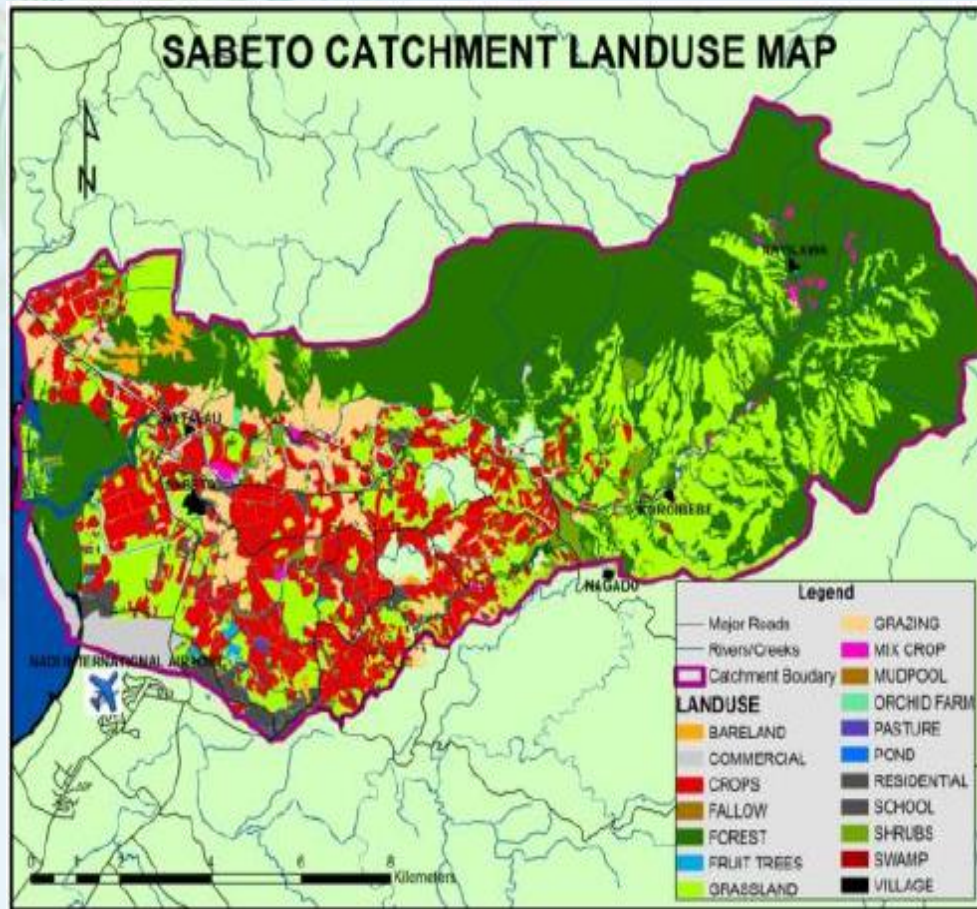 SABETO CATCHMENT LANDUSE MAP
N
KOROIBEBE
NAGADO
NADI INTERNATIONAL AIRPORT
Legend
Major Roads
Rivers/Creeks
Catchment Boudary
LANDUSE
BARELAND
COMMERCIAL
CROPS
FALLOW
FOREST
FRUIT TREES
GRASSLAND
GRAZING
MIX CROP
MUDPOOL
ORCHID FARM
PASTURE
POND
RESIDENTIAL
SCHOOL
SHRUBS
SWAMP
VILLAGE
0 1 2 4 6 8
Kilometers